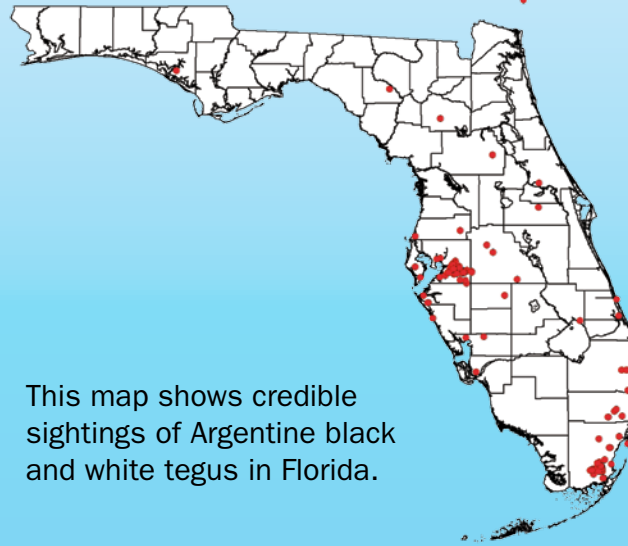 This map shows credible
sightings of Argentine black
and white tegus in Florida.